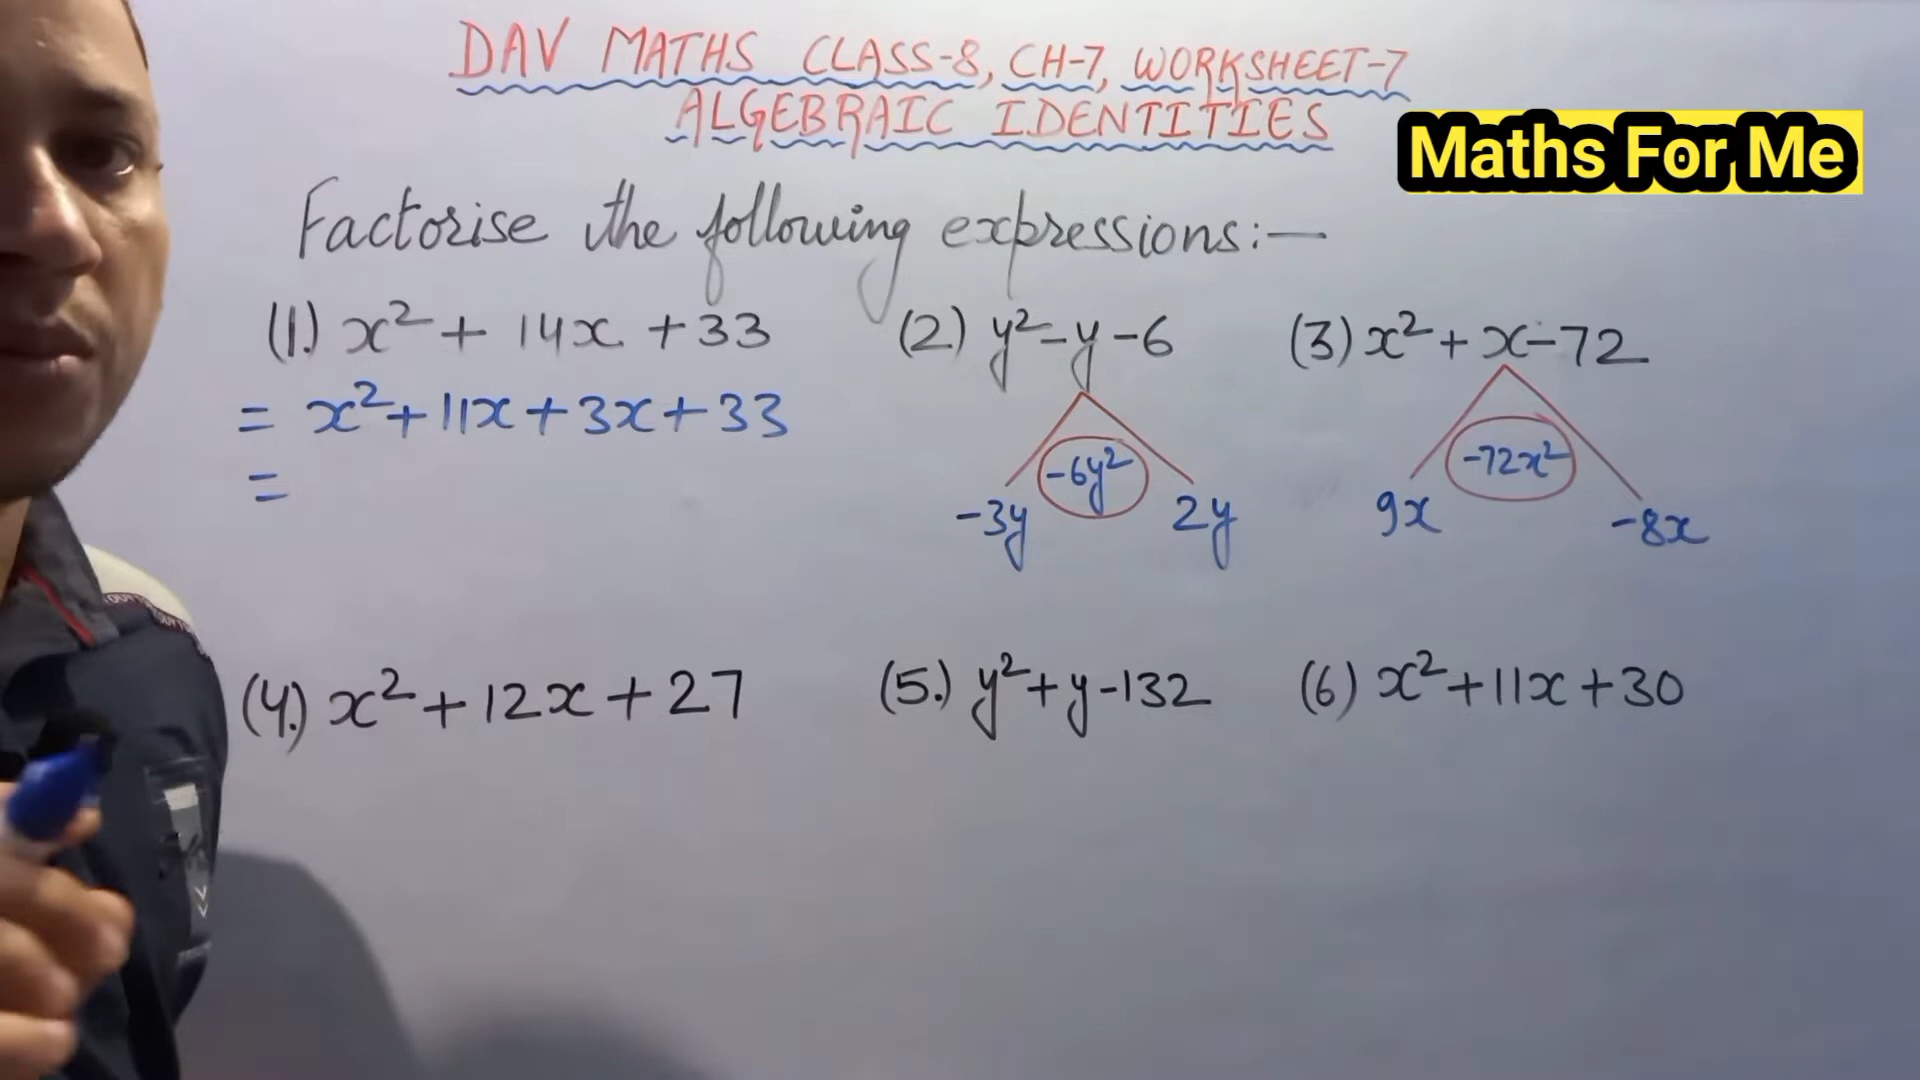 DAV MATHS CLASS-8, CH-7, WORKSHEET-7
ALGEBRAIC IDENTITIES
Maths For Me
Factorise the following expressions:—
(1.) x² + 14x + 33
= x² + 11x + 3x + 33
=
(2.) y² - y - 6
-6y²
-3y 2y
(3) x² + x - 72
-72x²
9x -8x
(4.) x² + 12x + 27
(5.) y² + y - 132
(6) x² + 11x + 30